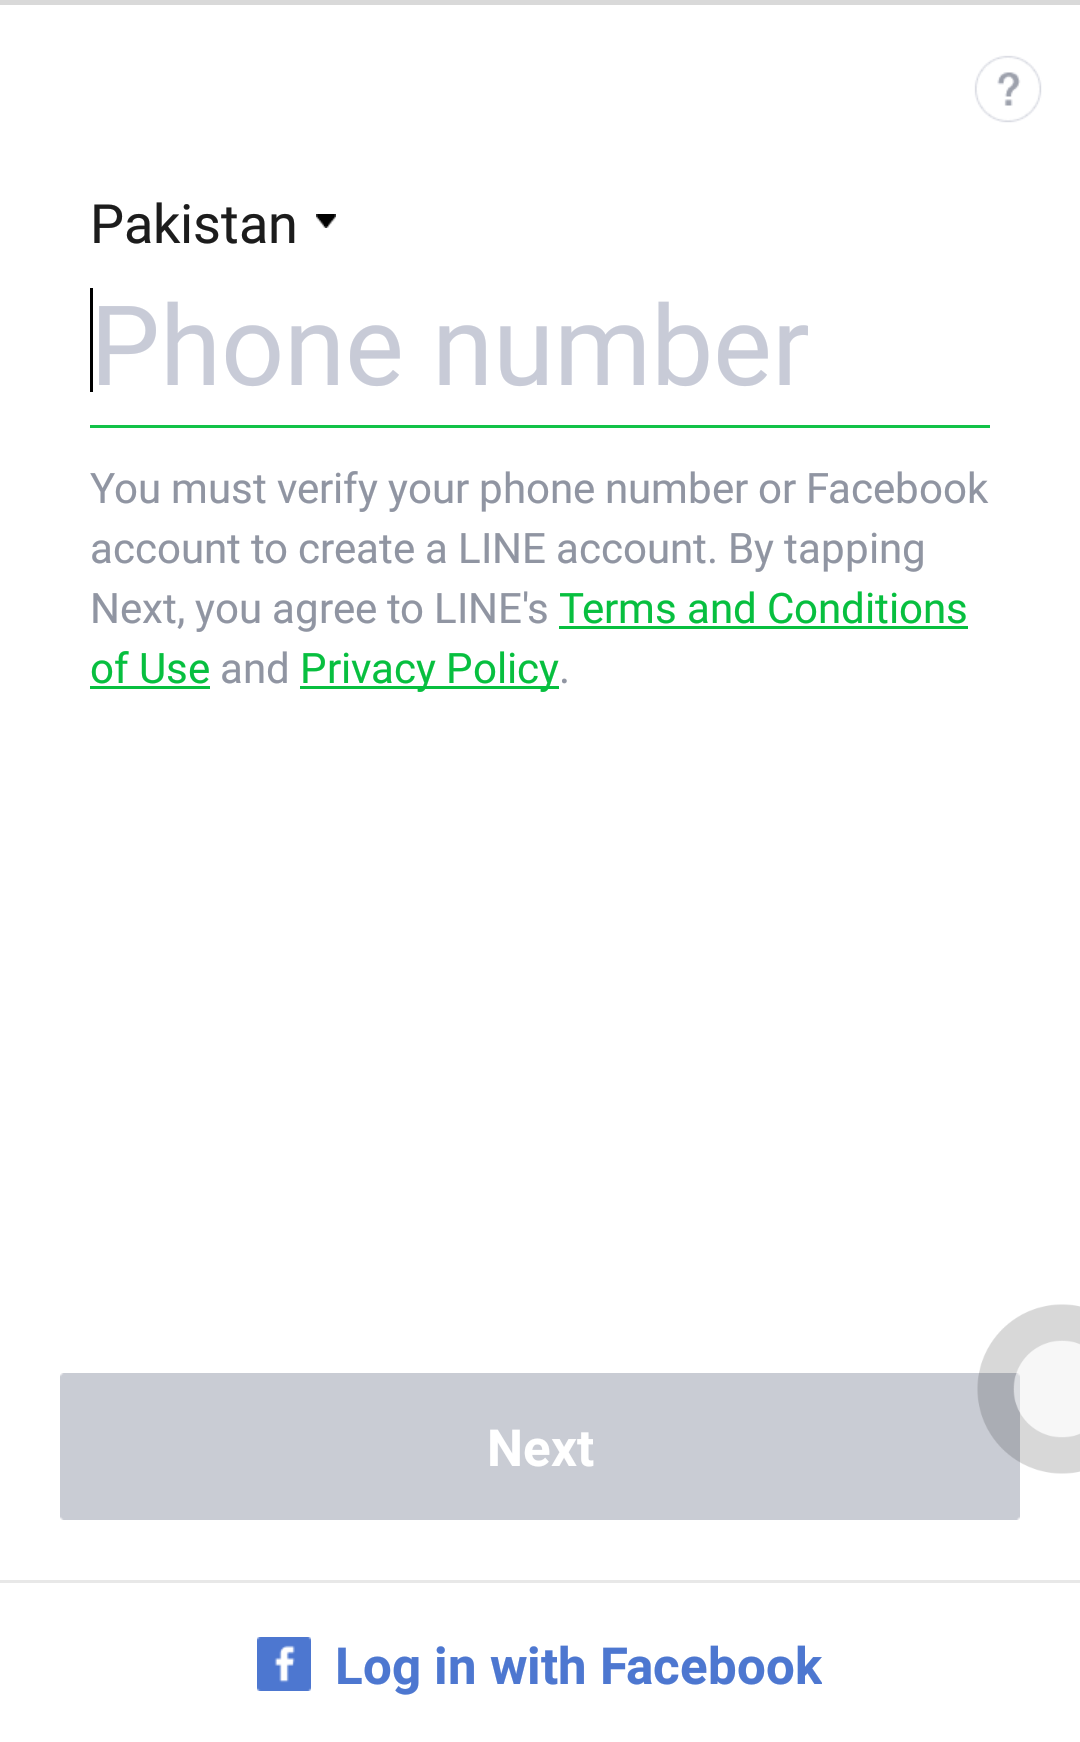 ?
Pakistan
Phone number
You must verify your phone number or Facebook
account to create a LINE account. By tapping
Next, you agree to LINE's Terms and Conditions
of Use and Privacy Policy.
Next
f Log in with Facebook